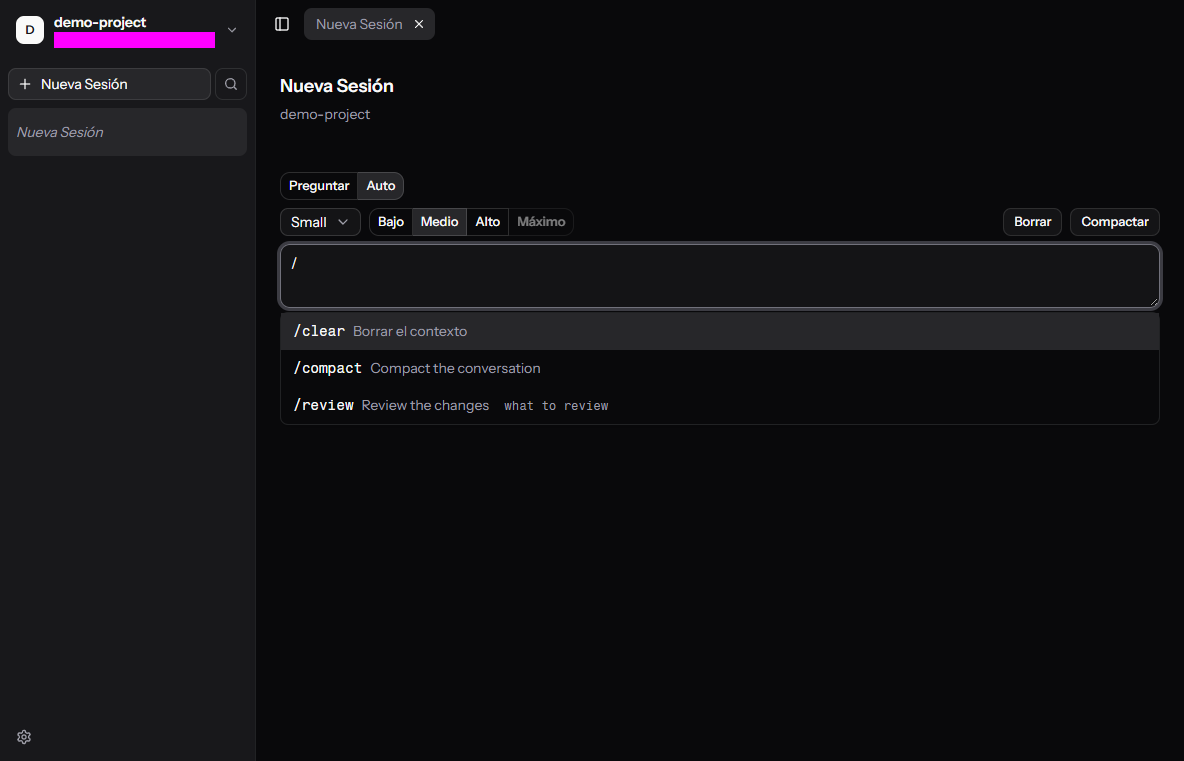 D
demo-project
Nueva Sesión
Nueva Sesión
Nueva Sesión
Nueva Sesión
demo-project
Preguntar Auto
Small Bajo Medio Alto Máximo Borrar Compactar
/
/clear Borrar el contexto
/compact Compact the conversation
/review Review the changes what to review